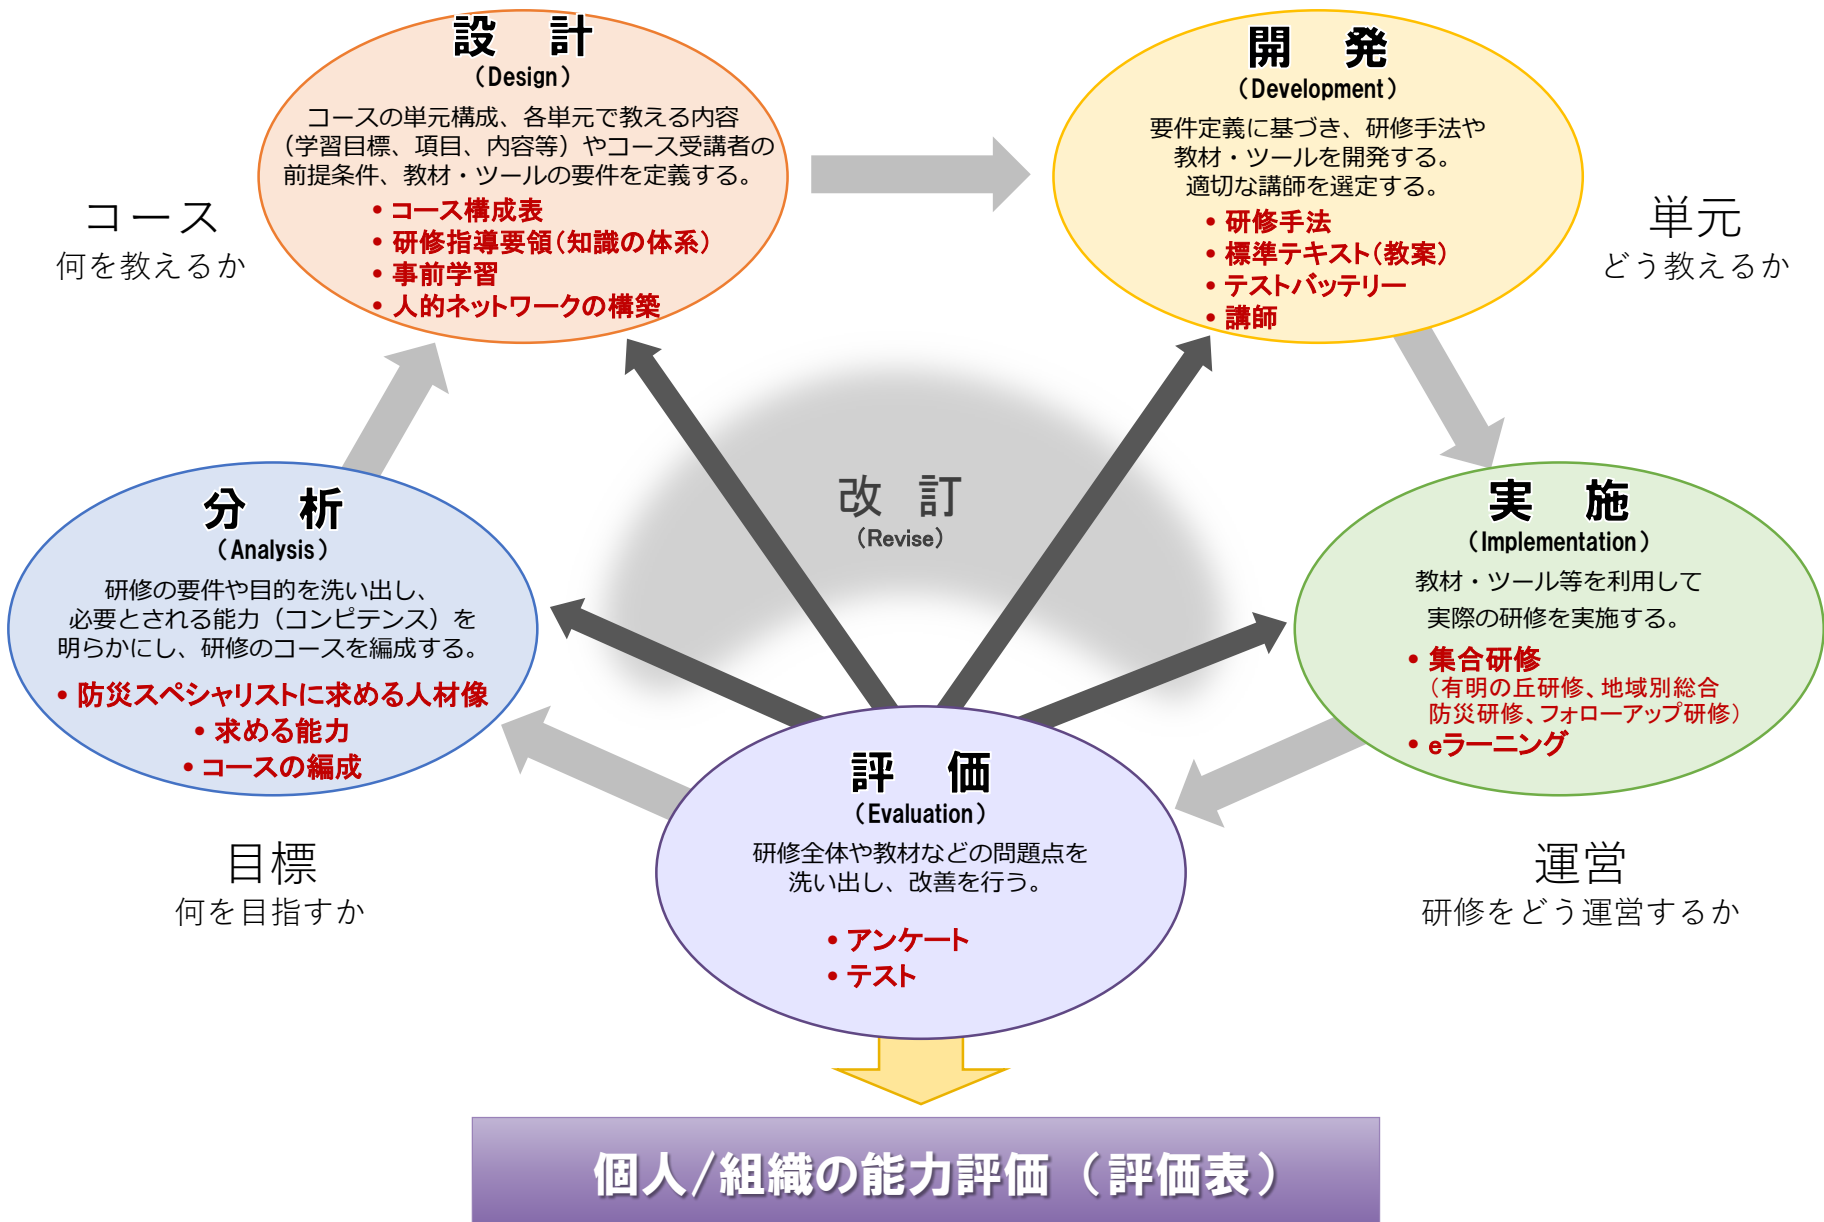 設　計
（Design）
コースの単元構成、各単元で教える内容
（学習目標、項目、内容等）やコース受講者の
前提条件、教材・ツールの要件を定義する。
• コース構成表
• 研修指導要領（知識の体系）
• 事前学習
• 人的ネットワークの構築
開　発
（Development）
要件定義に基づき、研修手法や
教材・ツールを開発する。
適切な講師を選定する。
• 研修手法
• 標準テキスト（教案）
• テストバッテリー
• 講師
コース
何を教えるか
単元
どう教えるか
改　訂
（Revise）
分　析
（Analysis）
研修の要件や目的を洗い出し、
必要とされる能力（コンピテンス）を
明らかにし、研修のコースを編成する。
• 防災スペシャリストに求める人材像
• 求める能力
• コースの編成
実　施
（Implementation）
教材・ツール等を利用して
実際の研修を実施する。
• 集合研修
（有明の丘研修、地域別総合
防災研修、フォローアップ研修）
• eラーニング
評　価
（Evaluation）
研修全体や教材などの問題点を
洗い出し、改善を行う。
• アンケート
• テスト
目標
何を目指すか
運営
研修をどう運営するか
個人/組織の能力評価（評価表）